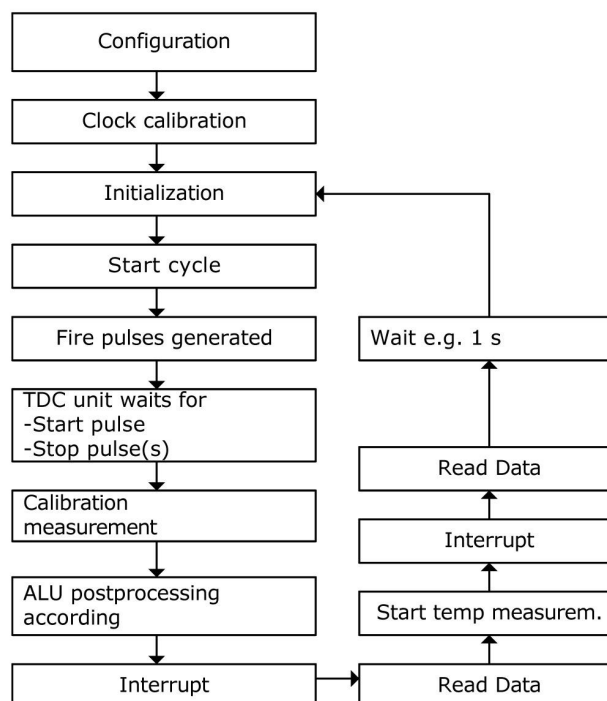 Configuration
Clock calibration
Initialization
Start cycle
Fire pulses generated
TDC unit waits for
-Start pulse
-Stop pulse(s)
Calibration
measurement
ALU postprocessing
according
Interrupt
Read Data
Start temp measurem.
Interrupt
Read Data
Wait e.g. 1 s